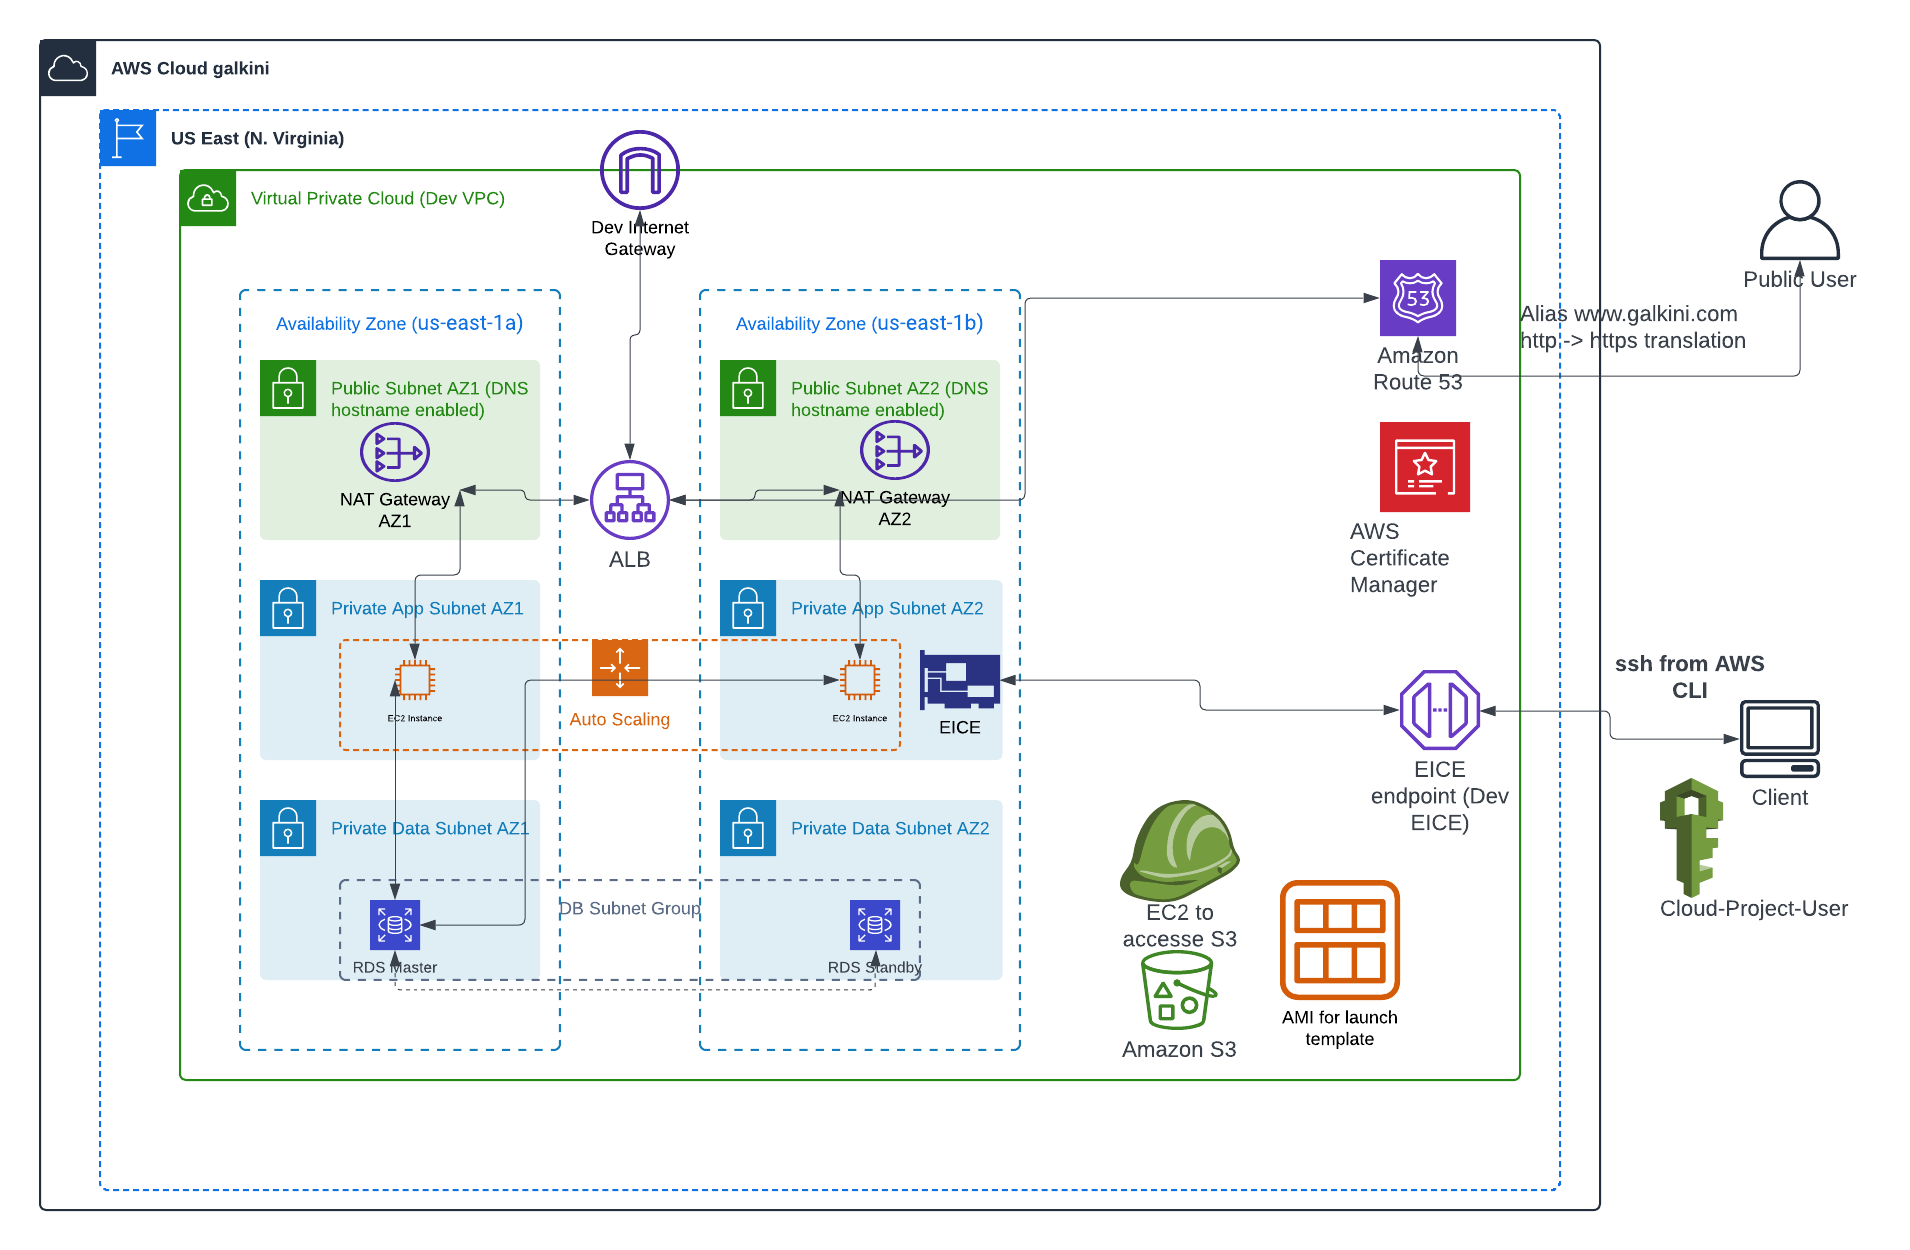 AWS Cloud galkini
US East (N. Virginia)
Virtual Private Cloud (Dev VPC)
Dev Internet
Gateway
Public User
Availability Zone (us-east-1a)
Availability Zone (us-east-1b)
53
Alias www.galkini.com
http -> https translation
Amazon
Route 53
Public Subnet AZ1 (DNS
hostname enabled)
Public Subnet AZ2 (DNS
hostname enabled)
NAT Gateway
AZ1
NAT Gateway
AZ2
ALB
AWS
Certificate
Manager
Private App Subnet AZ1
Private App Subnet AZ2
EC2 Instance
Auto Scaling
EC2 Instance
EICE
ssh from AWS
CLI
EICE
endpoint (Dev
EICE)
Client
Private Data Subnet AZ1
Private Data Subnet AZ2
DB Subnet Group
RDS Master
RDS Standby
EC2 to
accesse S3
Cloud-Project-User
Amazon S3
AMI for launch
template